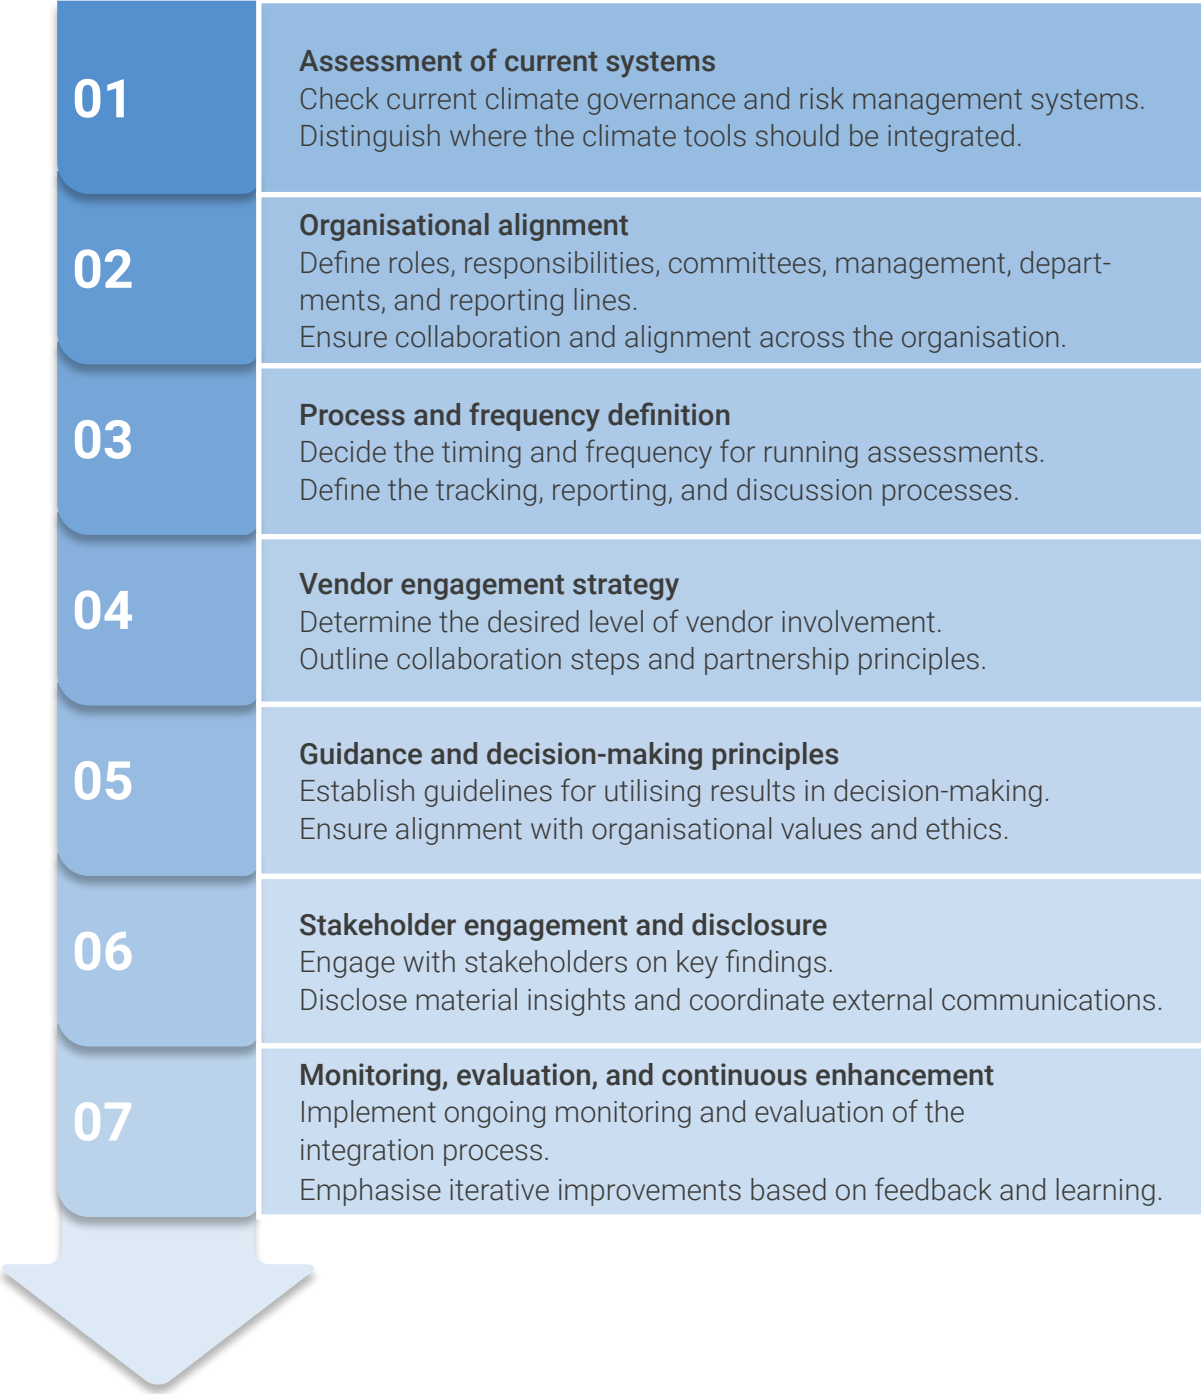 01
Assessment of current systems
Check current climate governance and risk management systems.
Distinguish where the climate tools should be integrated.
02
Organisational alignment
Define roles, responsibilities, committees, management, depart-
ments, and reporting lines.
Ensure collaboration and alignment across the organisation.
03
Process and frequency definition
Decide the timing and frequency for running assessments.
Define the tracking, reporting, and discussion processes.
04
Vendor engagement strategy
Determine the desired level of vendor involvement.
Outline collaboration steps and partnership principles.
05
Guidance and decision-making principles
Establish guidelines for utilising results in decision-making.
Ensure alignment with organisational values and ethics.
06
Stakeholder engagement and disclosure
Engage with stakeholders on key findings.
Disclose material insights and coordinate external communications.
07
Monitoring, evaluation, and continuous enhancement
Implement ongoing monitoring and evaluation of the
integration process.
Emphasise iterative improvements based on feedback and learning.